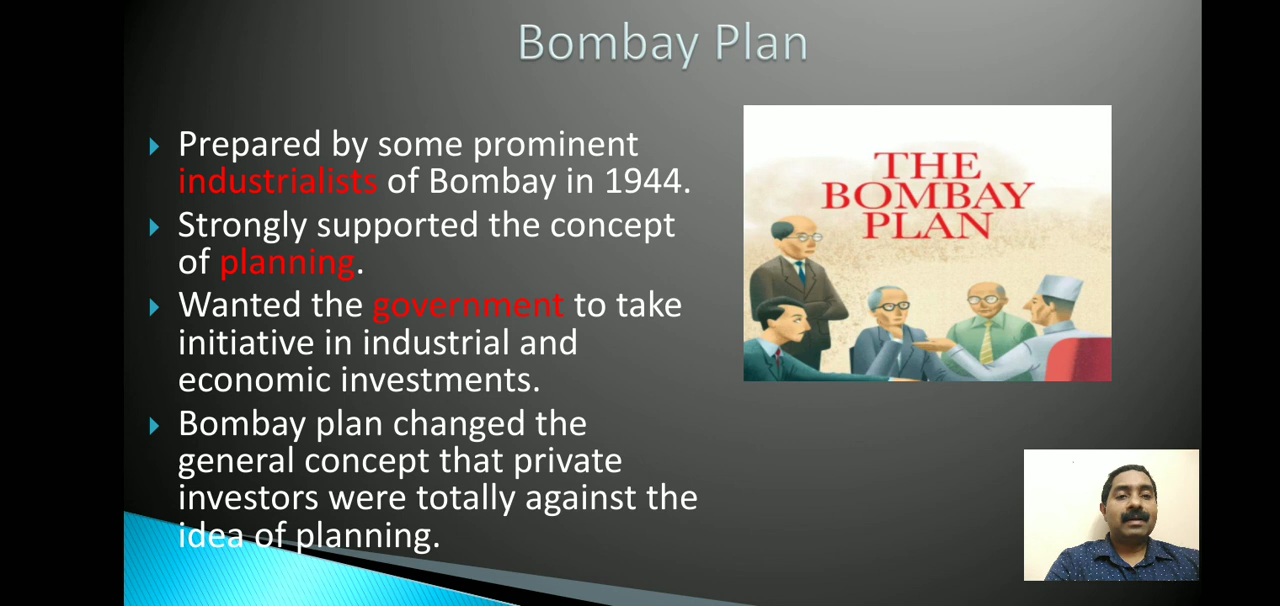 Bombay Plan
Prepared by some prominent
industrialists of Bombay in 1944.
Strongly supported the concept
of planning.
Wanted the government to take
initiative in industrial and
economic investments.
Bombay plan changed the
general concept that private
investors were totally against the
idea of planning.
THE
BOMBAY
PLAN